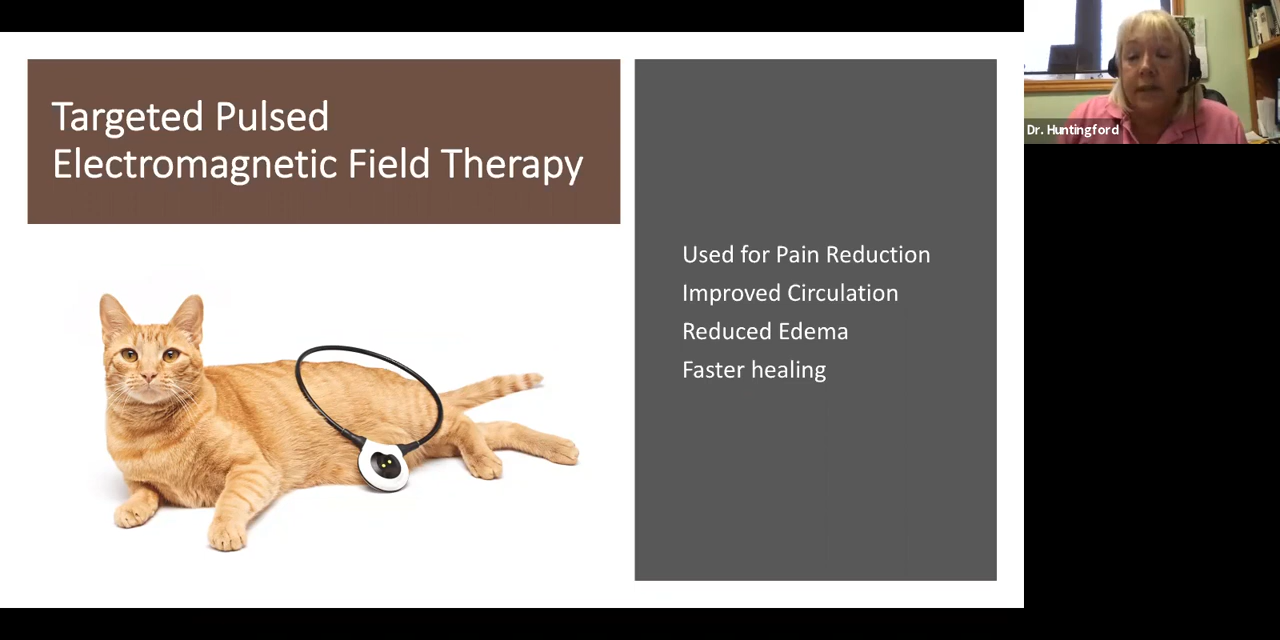 Targeted Pulsed
Electromagnetic Field Therapy
Used for Pain Reduction
Improved Circulation
Reduced Edema
Faster healing
Dr. Huntingford